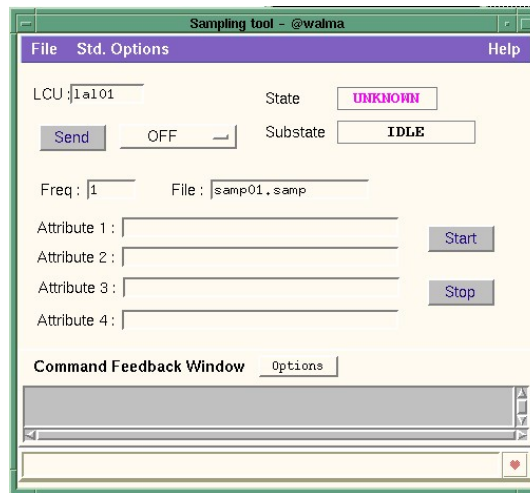 Sampling tool - @walma
File Std. Options Help
LCU : lal01
State UNKNOWN
Send OFF
Substate IDLE
Freq : 1 File : samp01.samp
Attribute 1 :
Attribute 2 :
Start
Attribute 3 :
Stop
Attribute 4 :
Command Feedback Window Options